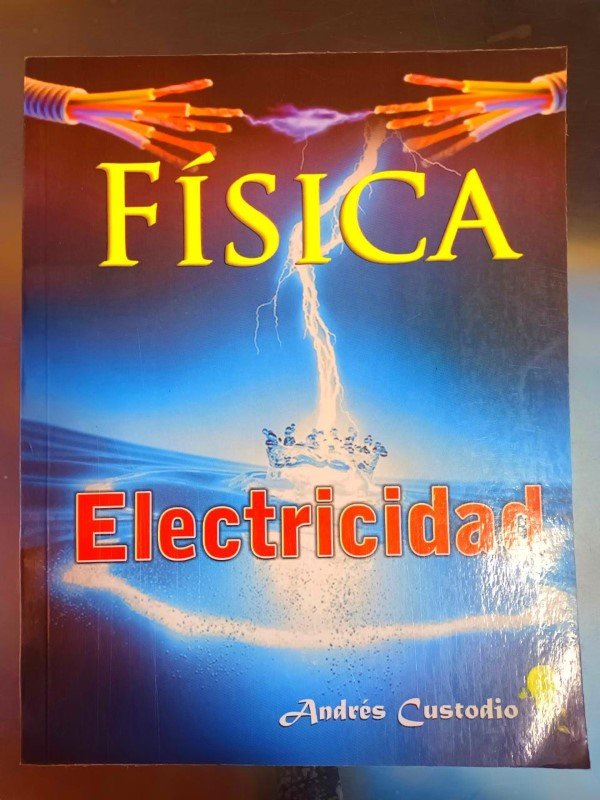 FÍSICA
Electricidad
Andrés Custodio